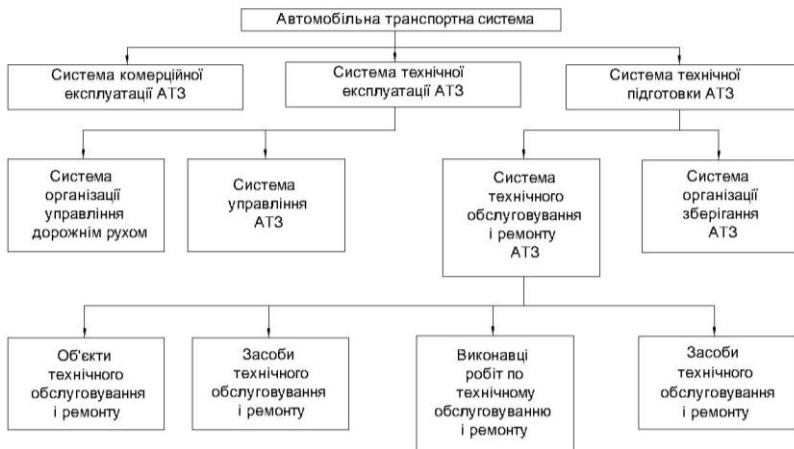 Автомобільна транспортна система
Система комерційної
експлуатації АТЗ
Система технічної
експлуатації АТЗ
Система технічної
підготовки АТЗ
Система
організації
управління
дорожнім рухом
Система
управління
АТЗ
Система
технічного
обслуговування
і ремонту
АТЗ
Система
організації
зберігання
АТЗ
Об'єкти
технічного
обслуговування
і ремонту
Засоби
технічного
обслуговування
і ремонту
Виконавці
робіт по
технічному
обслуговуванню
і ремонту
Засоби
технічного
обслуговування
і ремонту